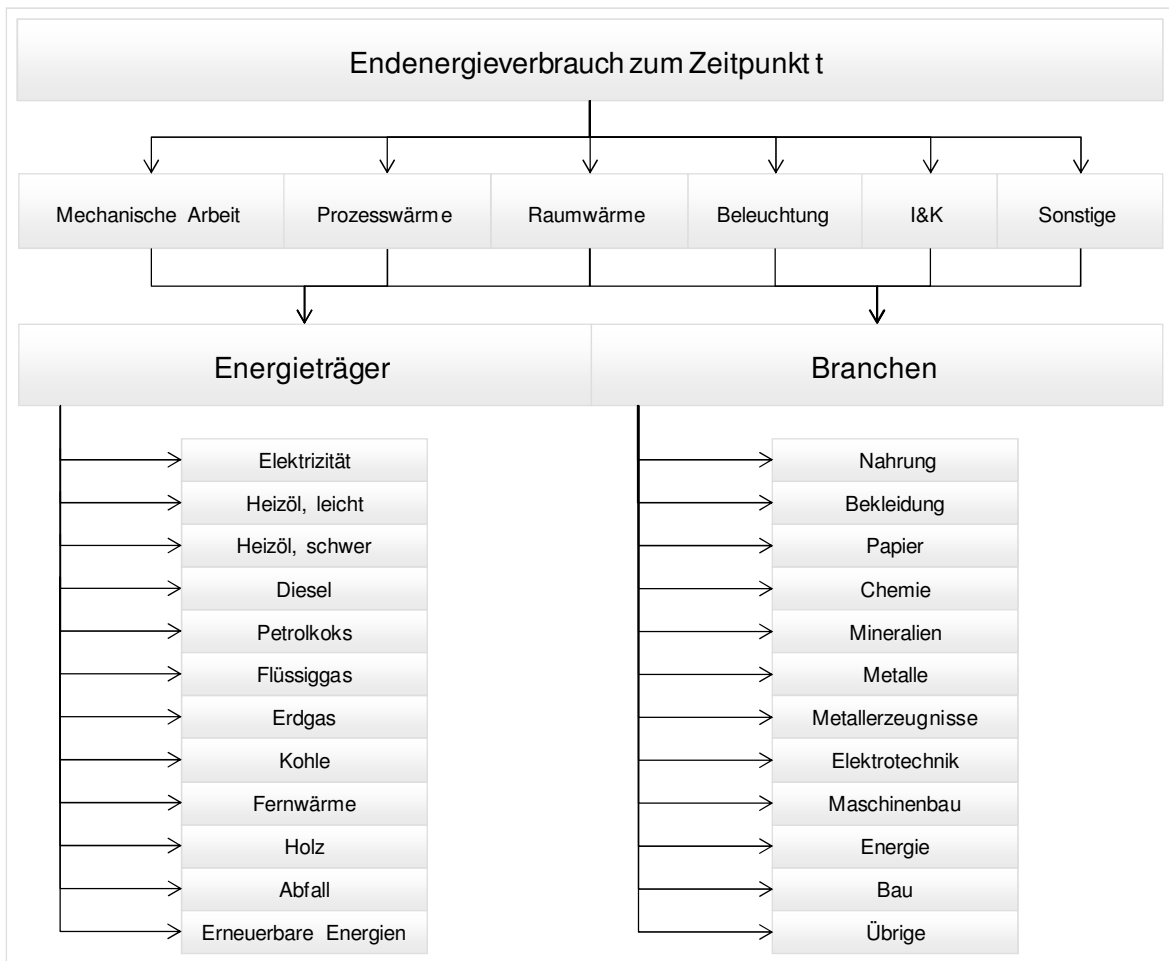 Endenergieverbrauch zum Zeitpunkt t
Mechanische Arbeit
Prozesswärme
Raumwärme
Beleuchtung
I&K
Sonstige
Energieträger
Branchen
Elektrizität
Heizöl, leicht
Heizöl, schwer
Diesel
Petrolkoks
Flüssiggas
Erdgas
Kohle
Fernwärme
Holz
Abfall
Erneuerbare Energien
Nahrung
Bekleidung
Papier
Chemie
Mineralien
Metalle
Metallerzeugnisse
Elektrotechnik
Maschinenbau
Energie
Bau
Übrige